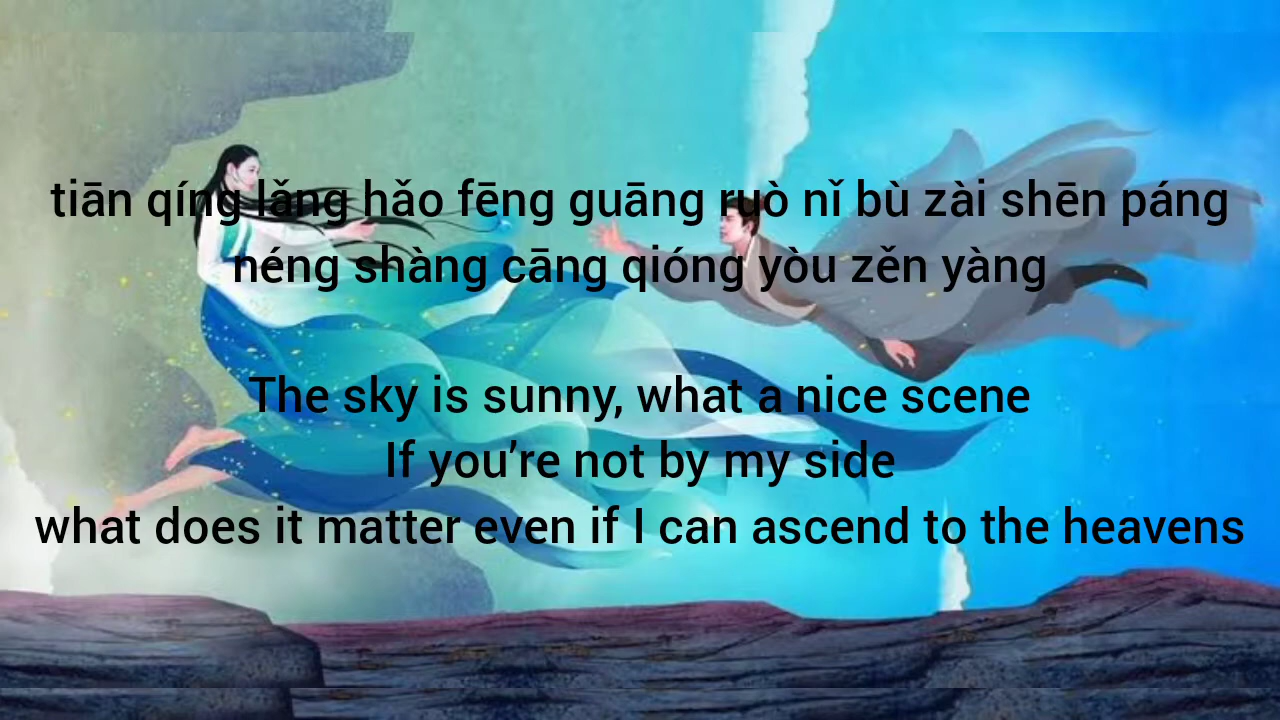 tiān qíng lǎng hǎo fēng guāng ruò nǐ bù zài shēn páng
néng shàng cāng qióng yòu zěn yàng
The sky is sunny, what a nice scene
If you're not by my side
what does it matter even if I can ascend to the heavens